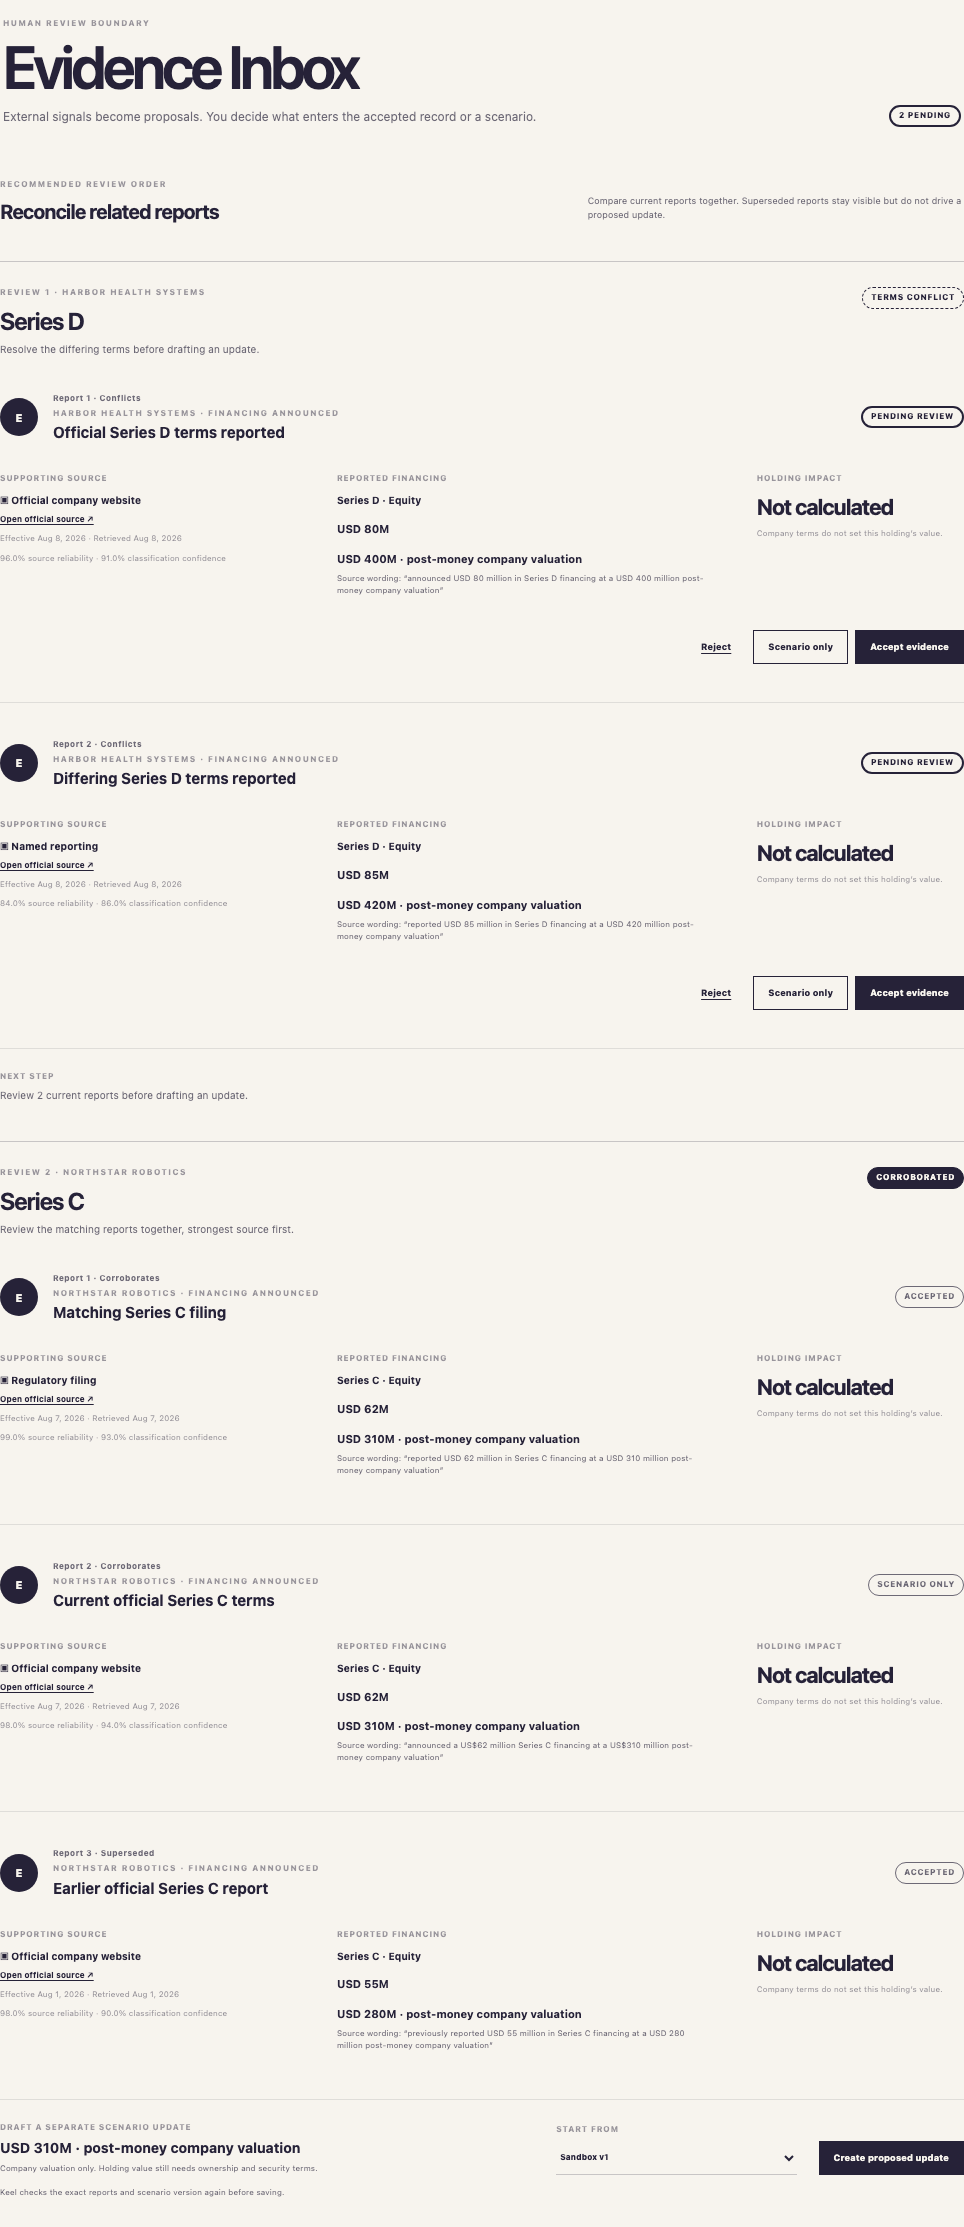 HUMAN REVIEW BOUNDARY
Evidence Inbox
External signals become proposals. You decide what enters the accepted record or a scenario.
2 PENDING
RECOMMENDED REVIEW ORDER
Reconcile related reports
Compare current reports together. Superseded reports stay visible but do not drive a
proposed update.
REVIEW 1 · HARBOR HEALTH SYSTEMS
TERMS CONFLICT
Series D
Resolve the differing terms before drafting an update.
E
Report 1 · Conflicts
HARBOR HEALTH SYSTEMS · FINANCING ANNOUNCED
Official Series D terms reported
PENDING REVIEW
SUPPORTING SOURCE
▣ Official company website
Open official source ↗
Effective Aug 8, 2026 · Retrieved Aug 8, 2026
96.0% source reliability · 91.0% classification confidence
REPORTED FINANCING
Series D · Equity
USD 80M
USD 400M · post-money company valuation
Source wording: “announced USD 80 million in Series D financing at a USD 400 million post-
money company valuation”
HOLDING IMPACT
Not calculated
Company terms do not set this holding's value.
Reject
Scenario only
Accept evidence
E
Report 2 · Conflicts
HARBOR HEALTH SYSTEMS · FINANCING ANNOUNCED
Differing Series D terms reported
PENDING REVIEW
SUPPORTING SOURCE
▣ Named reporting
Open official source ↗
Effective Aug 8, 2026 · Retrieved Aug 8, 2026
84.0% source reliability · 86.0% classification confidence
REPORTED FINANCING
Series D · Equity
USD 85M
USD 420M · post-money company valuation
Source wording: “reported USD 85 million in Series D financing at a USD 420 million post-
money company valuation”
HOLDING IMPACT
Not calculated
Company terms do not set this holding's value.
Reject
Scenario only
Accept evidence
NEXT STEP
Review 2 current reports before drafting an update.
REVIEW 2 · NORTHSTAR ROBOTICS
CORROBORATED
Series C
Review the matching reports together, strongest source first.
E
Report 1 · Corroborates
NORTHSTAR ROBOTICS · FINANCING ANNOUNCED
Matching Series C filing
ACCEPTED
SUPPORTING SOURCE
▣ Regulatory filing
Open official source ↗
Effective Aug 7, 2026 · Retrieved Aug 7, 2026
99.0% source reliability · 93.0% classification confidence
REPORTED FINANCING
Series C · Equity
USD 62M
USD 310M · post-money company valuation
Source wording: “reported USD 62 million in Series C financing at a USD 310 million post-
money company valuation”
HOLDING IMPACT
Not calculated
Company terms do not set this holding's value.
E
Report 2 · Corroborates
NORTHSTAR ROBOTICS · FINANCING ANNOUNCED
Current official Series C terms
SCENARIO ONLY
SUPPORTING SOURCE
▣ Official company website
Open official source ↗
Effective Aug 7, 2026 · Retrieved Aug 7, 2026
98.0% source reliability · 94.0% classification confidence
REPORTED FINANCING
Series C · Equity
USD 62M
USD 310M · post-money company valuation
Source wording: “announced a US$62 million Series C financing at a US$310 million post-
money company valuation”
HOLDING IMPACT
Not calculated
Company terms do not set this holding's value.
E
Report 3 · Superseded
NORTHSTAR ROBOTICS · FINANCING ANNOUNCED
Earlier official Series C report
ACCEPTED
SUPPORTING SOURCE
▣ Official company website
Open official source ↗
Effective Aug 1, 2026 · Retrieved Aug 1, 2026
98.0% source reliability · 90.0% classification confidence
REPORTED FINANCING
Series C · Equity
USD 55M
USD 280M · post-money company valuation
Source wording: “previously reported USD 55 million in Series C financing at a USD 280
million post-money company valuation”
HOLDING IMPACT
Not calculated
Company terms do not set this holding's value.
DRAFT A SEPARATE SCENARIO UPDATE
USD 310M · post-money company valuation
Company valuation only. Holding value still needs ownership and security terms.
Keel checks the exact reports and scenario version again before saving.
START FROM
Sandbox v1
Create proposed update